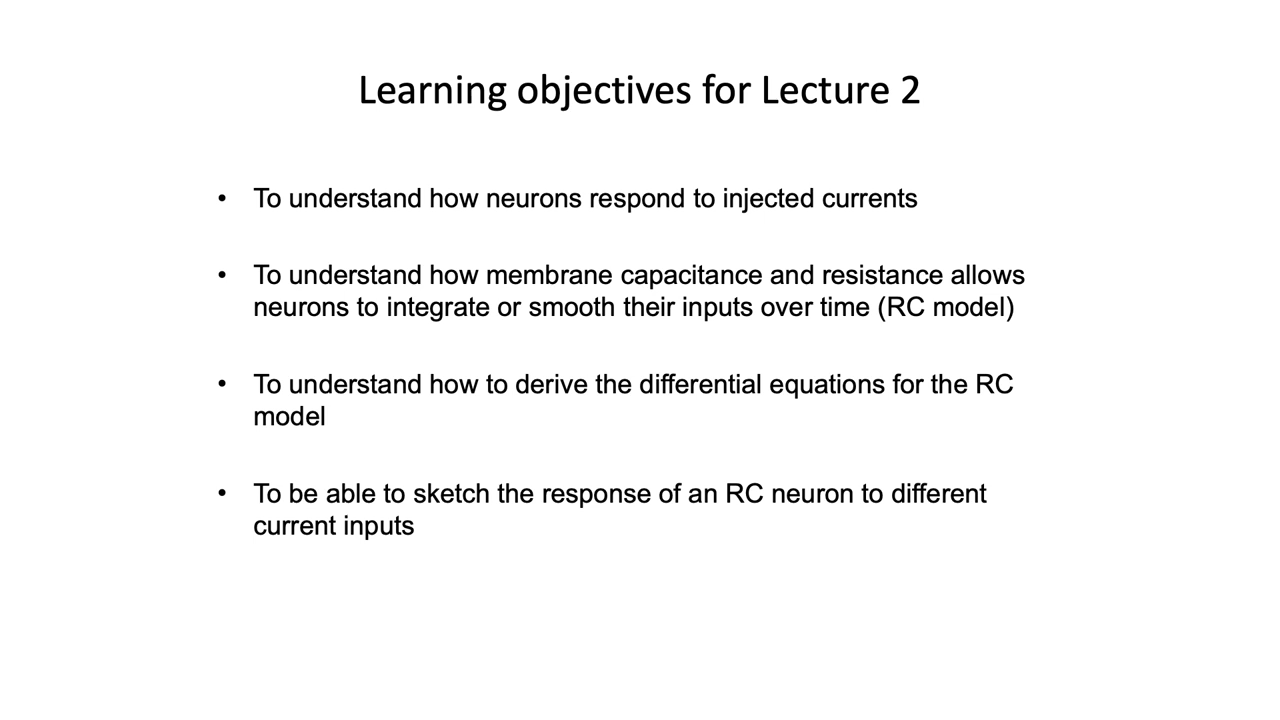 Learning objectives for Lecture 2
• To understand how neurons respond to injected currents
• To understand how membrane capacitance and resistance allows
neurons to integrate or smooth their inputs over time (RC model)
• To understand how to derive the differential equations for the RC
model
• To be able to sketch the response of an RC neuron to different
current inputs